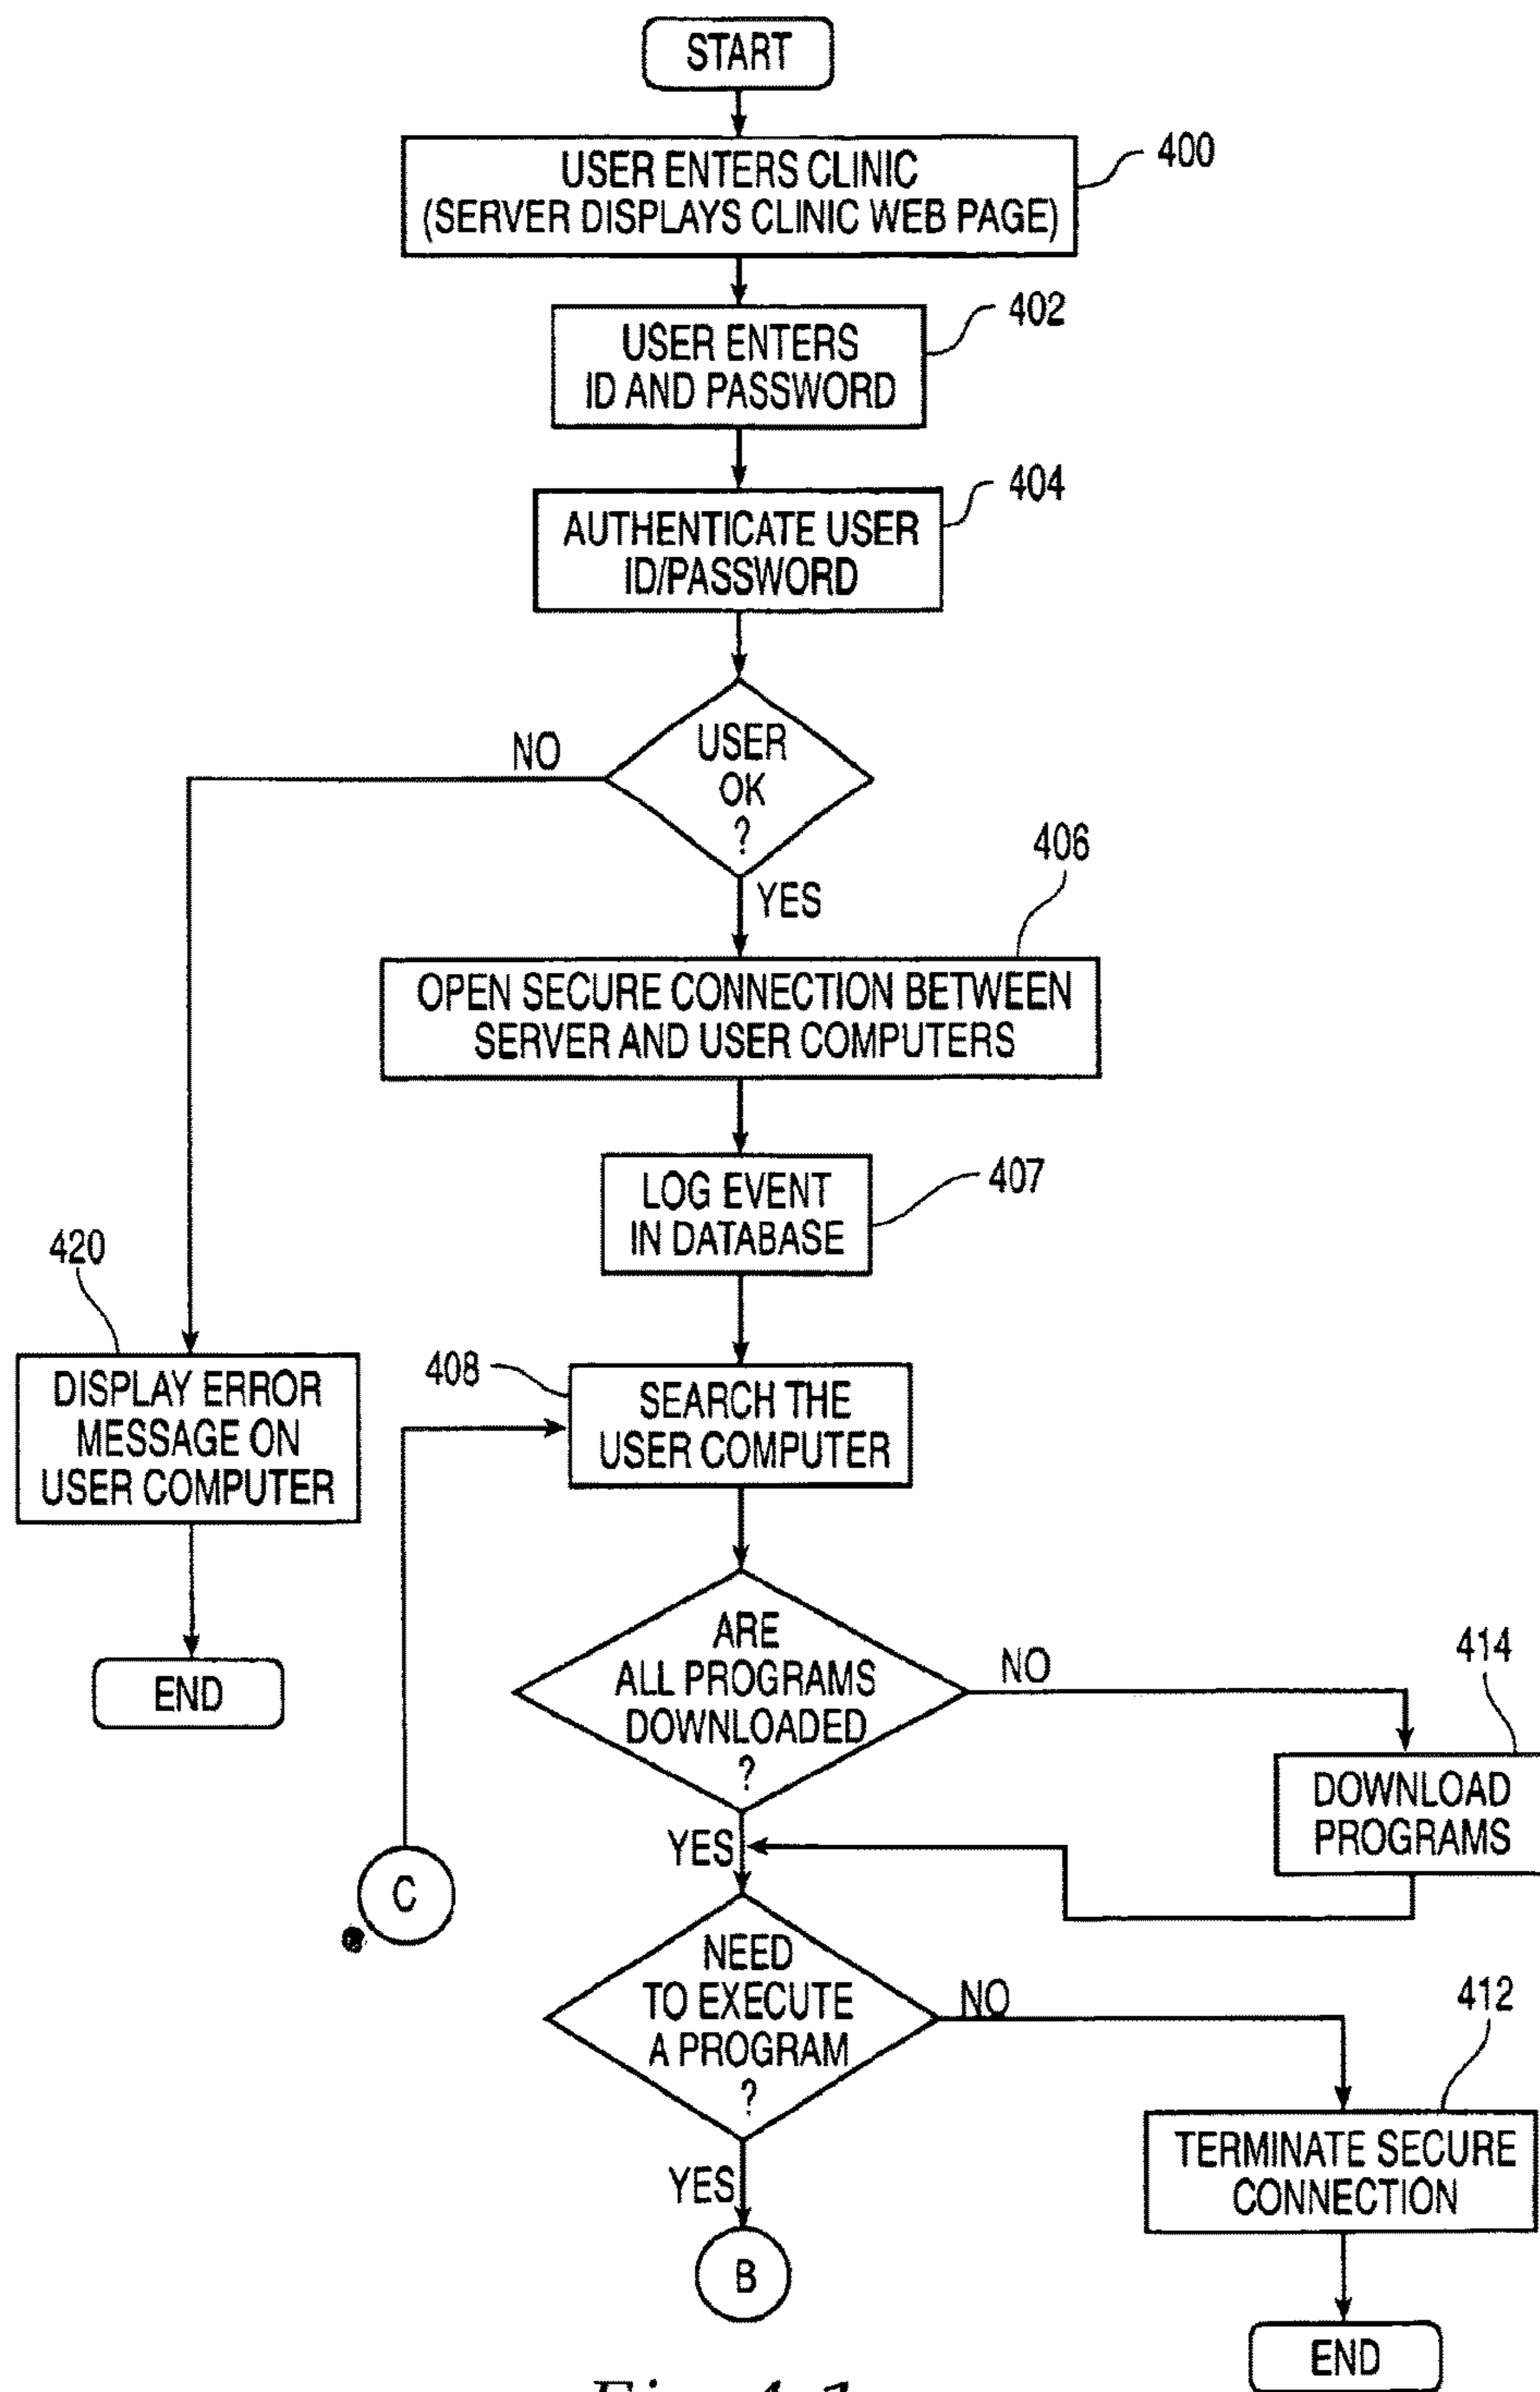 START
USER ENTERS CLINIC
(SERVER DISPLAYS CLINIC WEB PAGE)
400
USER ENTERS
ID AND PASSWORD
402
AUTHENTICATE USER
ID/PASSWORD
404
USER
OK
?
NO
YES
406
OPEN SECURE CONNECTION BETWEEN
SERVER AND USER COMPUTERS
LOG EVENT
IN DATABASE
407
420
DISPLAY ERROR
MESSAGE ON
USER COMPUTER
END
408
SEARCH THE
USER COMPUTER
ARE
ALL PROGRAMS
DOWNLOADED
?
NO
414
DOWNLOAD
PROGRAMS
YES
C
NEED
TO EXECUTE
A PROGRAM
?
NO
412
TERMINATE SECURE
CONNECTION
YES
B
END